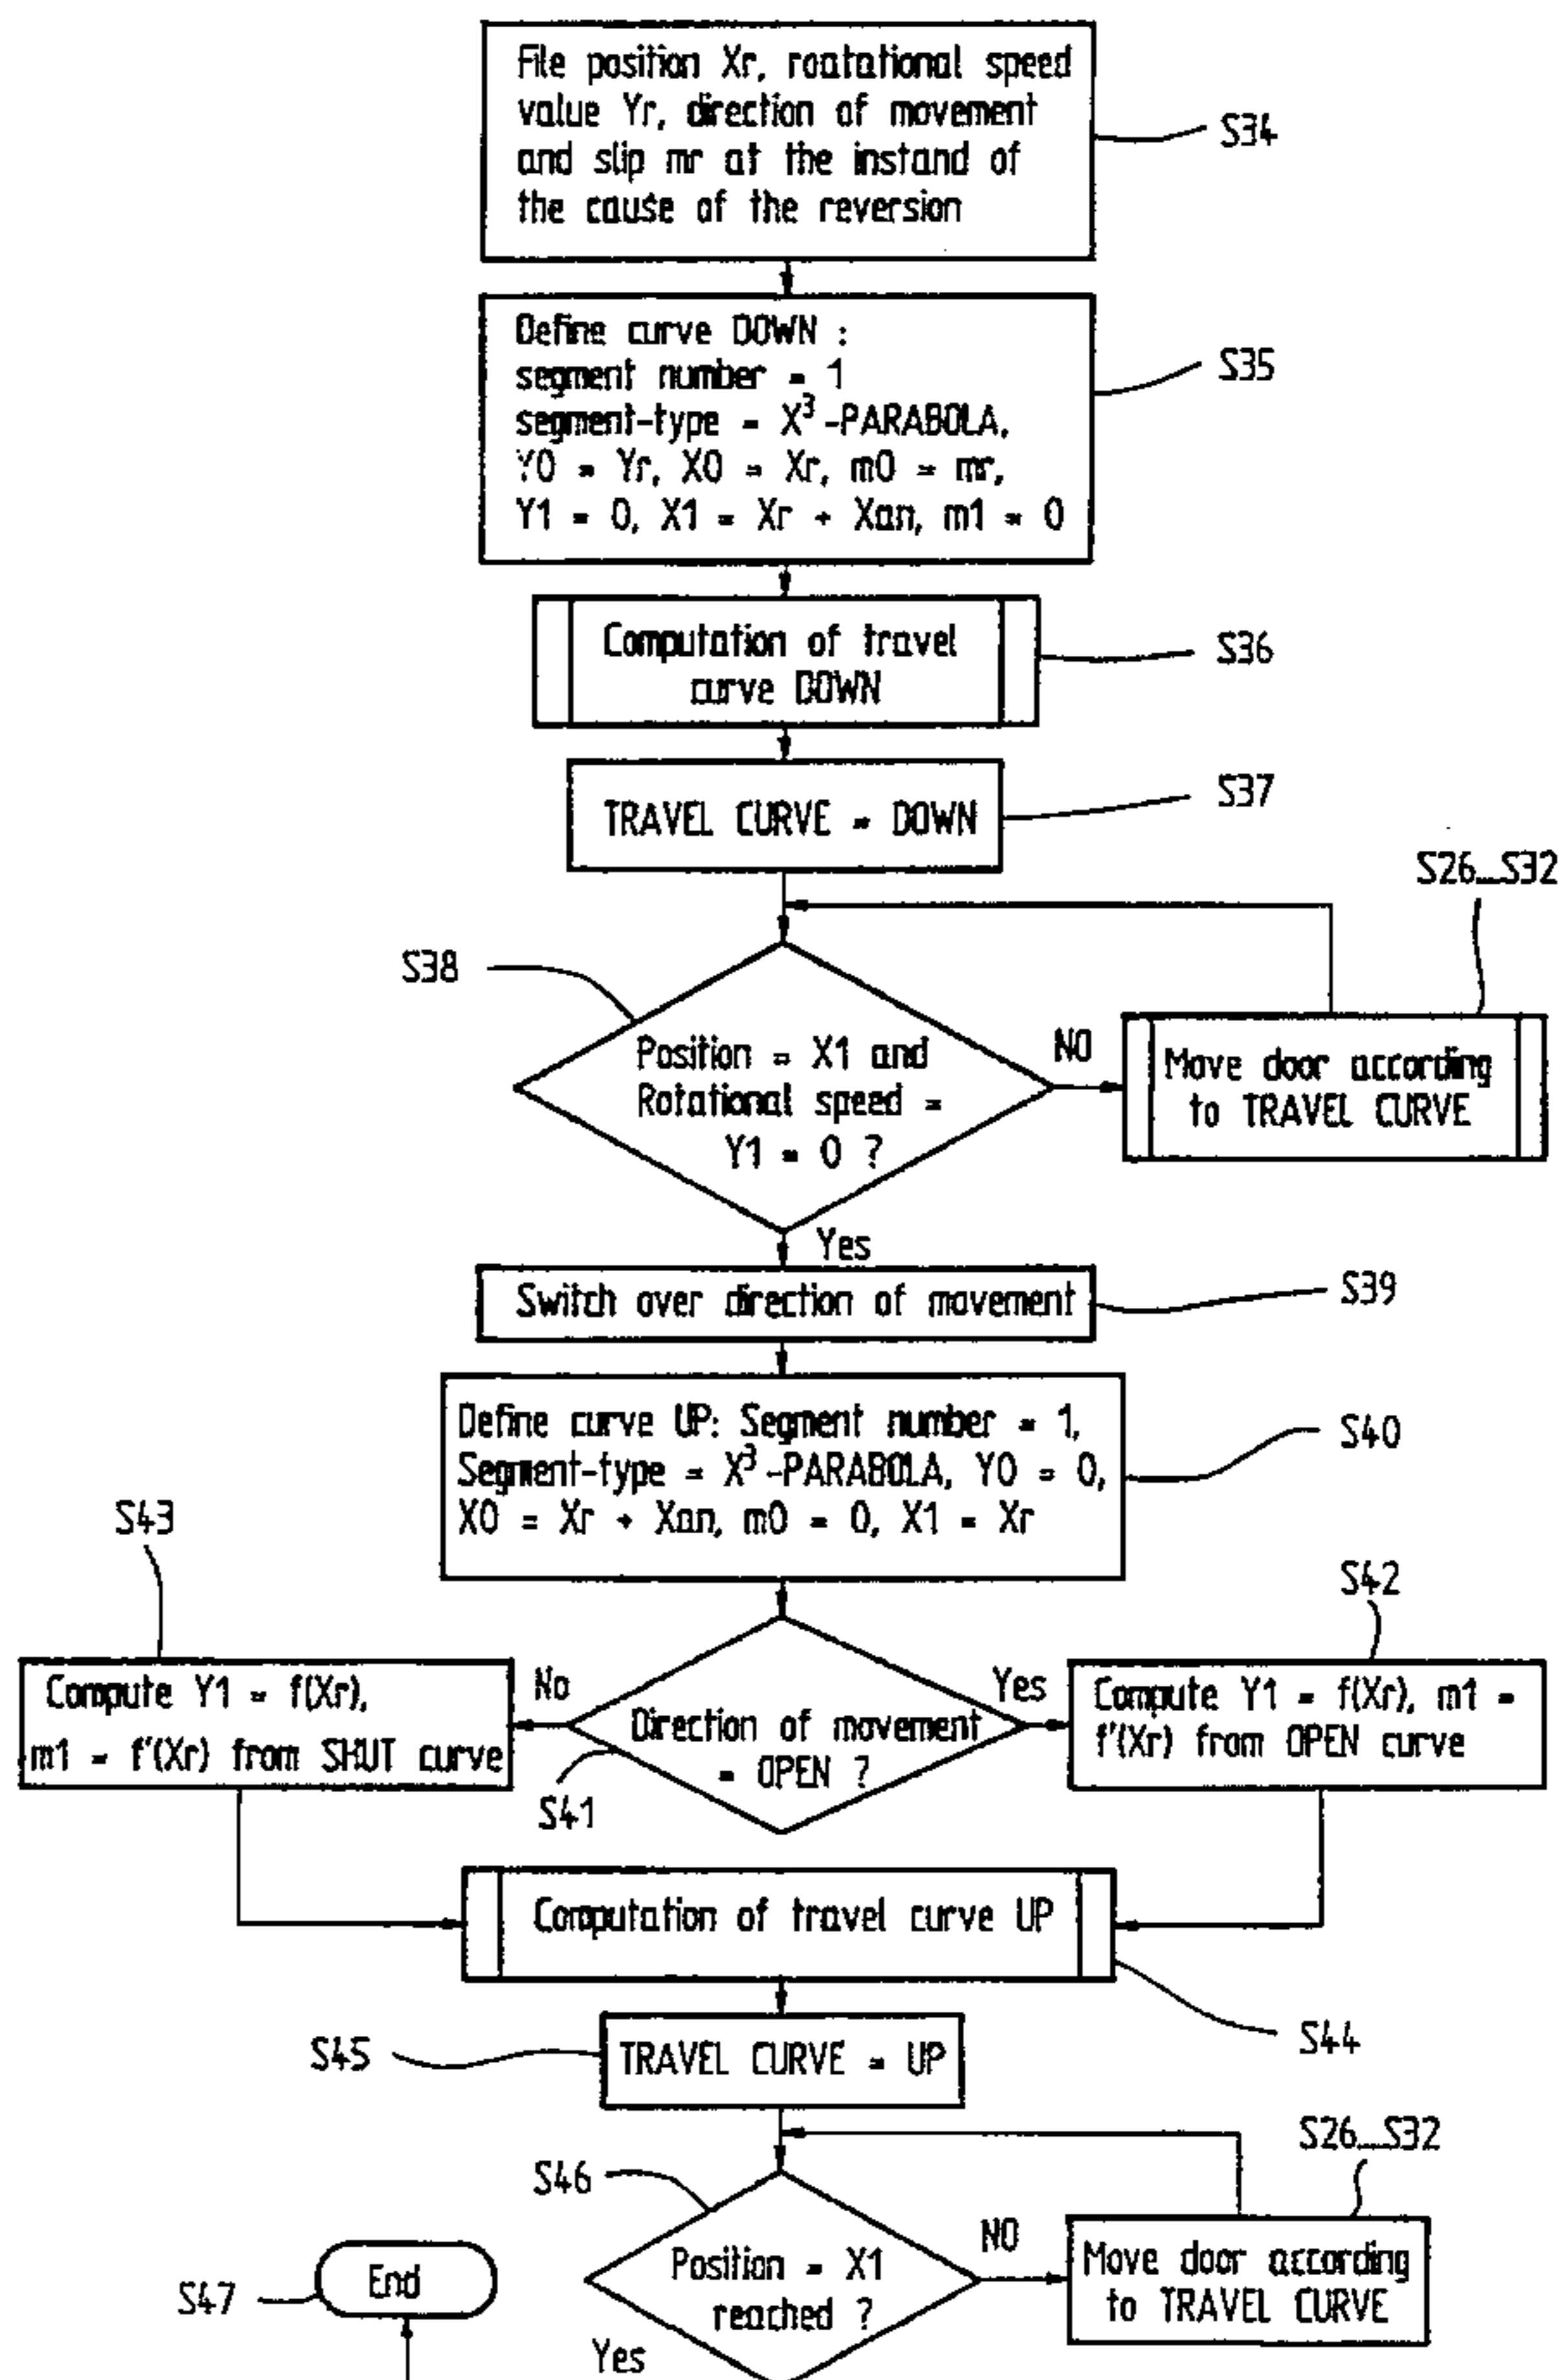 File position Xr, roatational speed
value Yr, direction of movement
and slip mr at the instand of
the cause of the reversion
S34
Define curve DOWN :
segment number = 1
segment-type = X³-PARABOLA,
Y0 = Yr, X0 = Xr, m0 = mr,
Y1 = 0, X1 = Xr + Xan, m1 = 0
S35
Computation of travel
curve DOWN
S36
TRAVEL CURVE = DOWN
S37
S26...S32
S38
Position = X1 and
Rotational speed =
Y1 = 0 ?
NO
Move door according
to TRAVEL CURVE
Yes
Switch over direction of movement
S39
Define curve UP: Segment number = 1,
Segment-type = X³-PARABOLA, Y0 = 0,
X0 = Xr + Xan, m0 = 0, X1 = Xr
S40
S43
S42
Compute Y1 = f(Xr),
m1 = f'(Xr) from SHUT curve
No
Direction of movement
= OPEN ?
Yes
Compute Y1 = f(Xr), m1 =
f'(Xr) from OPEN curve
S41
Computation of travel curve UP
S44
S45
TRAVEL CURVE = UP
S26...S32
S46
Position = X1
reached ?
NO
Move door according
to TRAVEL CURVE
S47
End
Yes